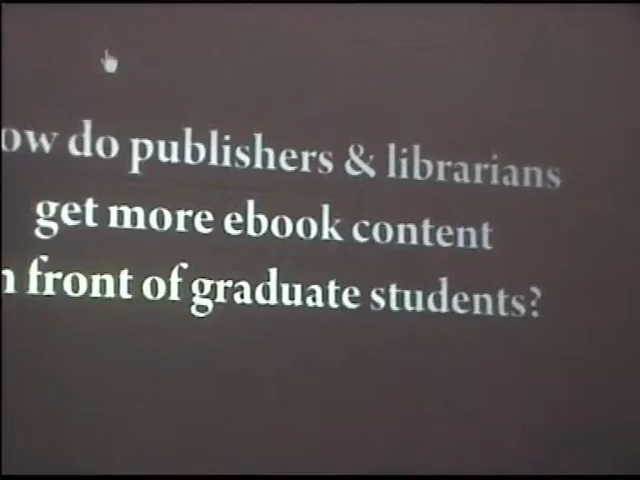 ow do publishers & librarians
get more ebook content
n front of graduate students?